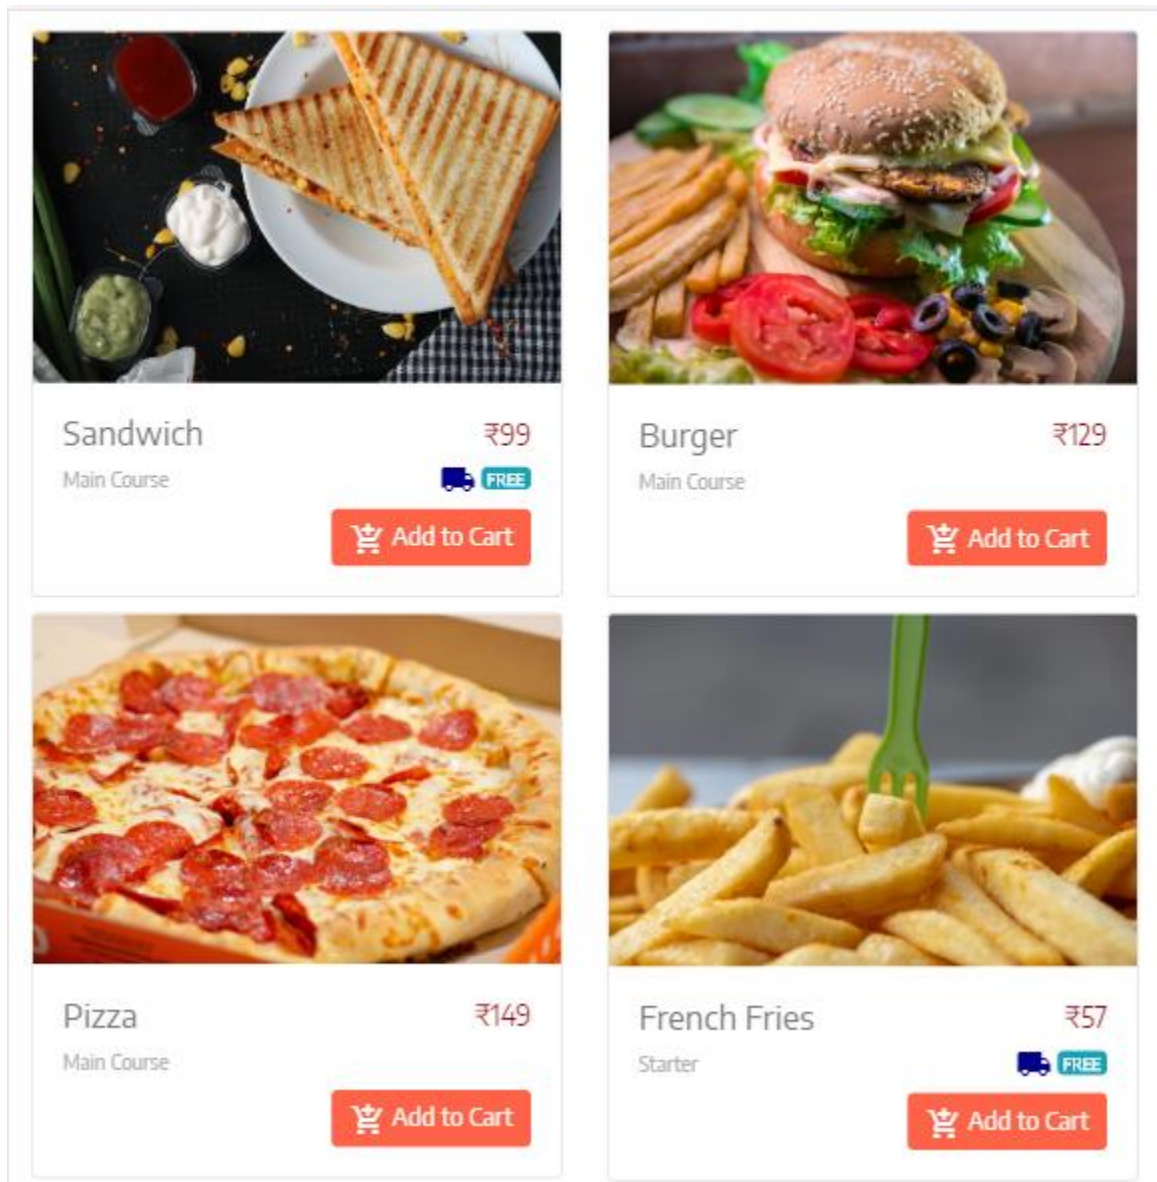 Sandwich ₹99
Main Course FREE
Add to Cart
Burger ₹129
Main Course
Add to Cart
Pizza ₹149
Main Course
Add to Cart
French Fries ₹57
Starter FREE
Add to Cart